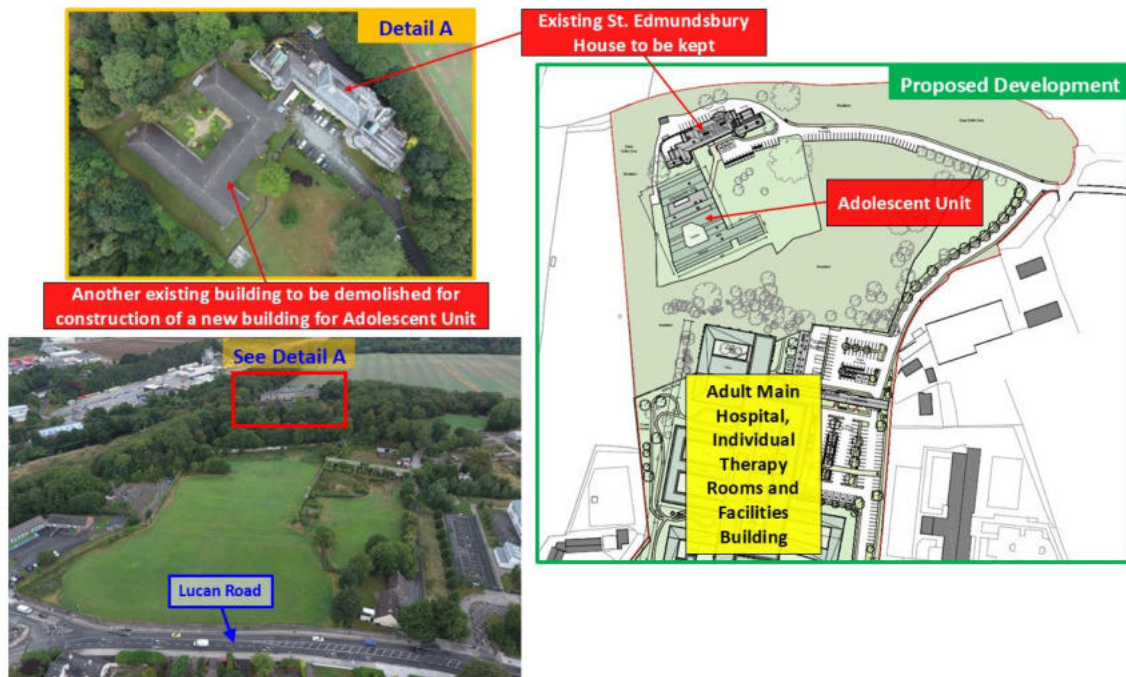 Detail A
Existing St. Edmundsbury
House to be kept
Proposed Development
Adolescent Unit
Another existing building to be demolished for
construction of a new building for Adolescent Unit
See Detail A
Adult Main
Hospital,
Individual
Therapy
Rooms and
Facilities
Building
Lucan Road